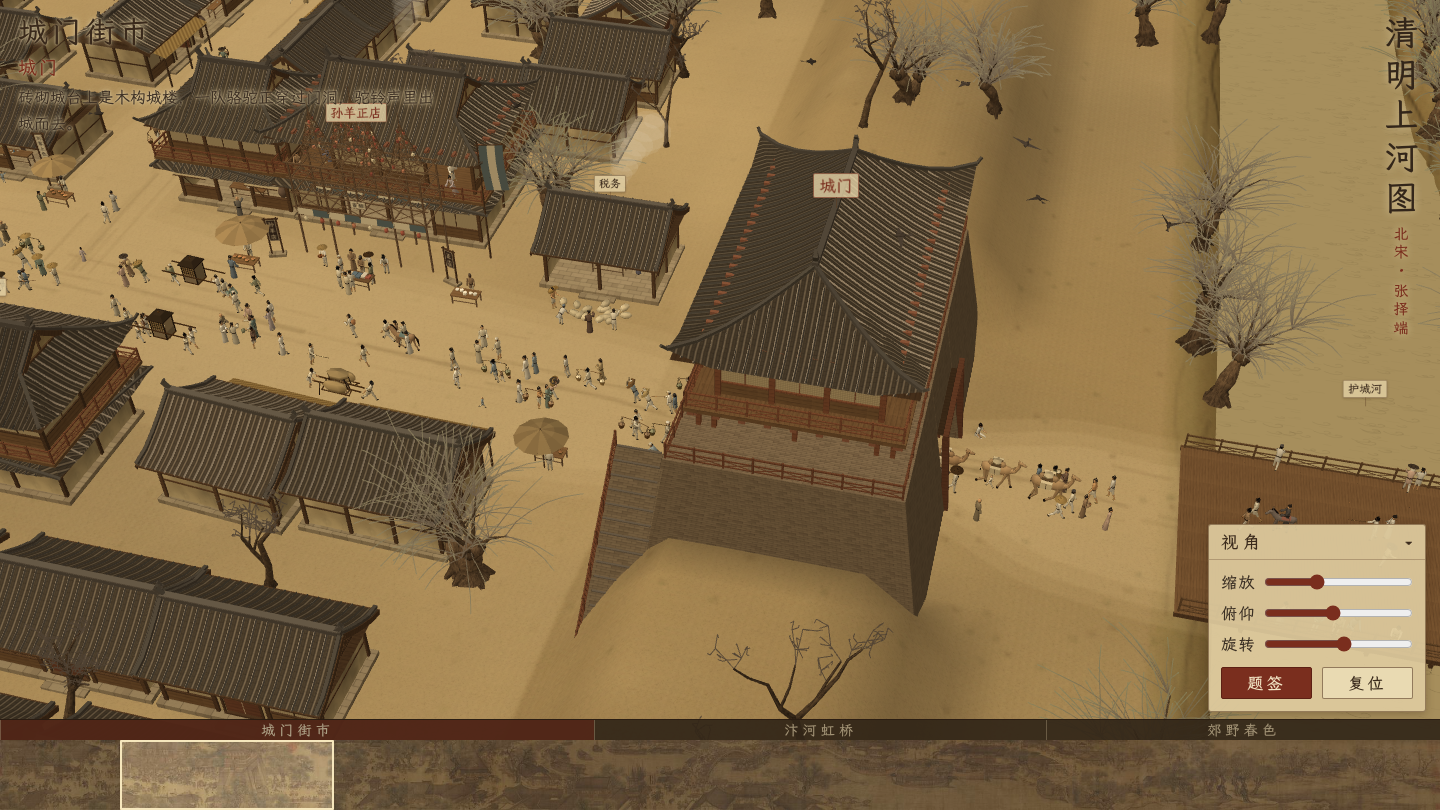 城门街市
城门
砖砌城台上是木构城楼，一队骆驼正穿过门洞，驼铃声里出
城而去。
孙羊正店
税务
城门
清明上河图
北宋·张择端
护城河
视角
缩放
俯仰
旋转
题签
复位
城门街市
汴河虹桥
郊野春色